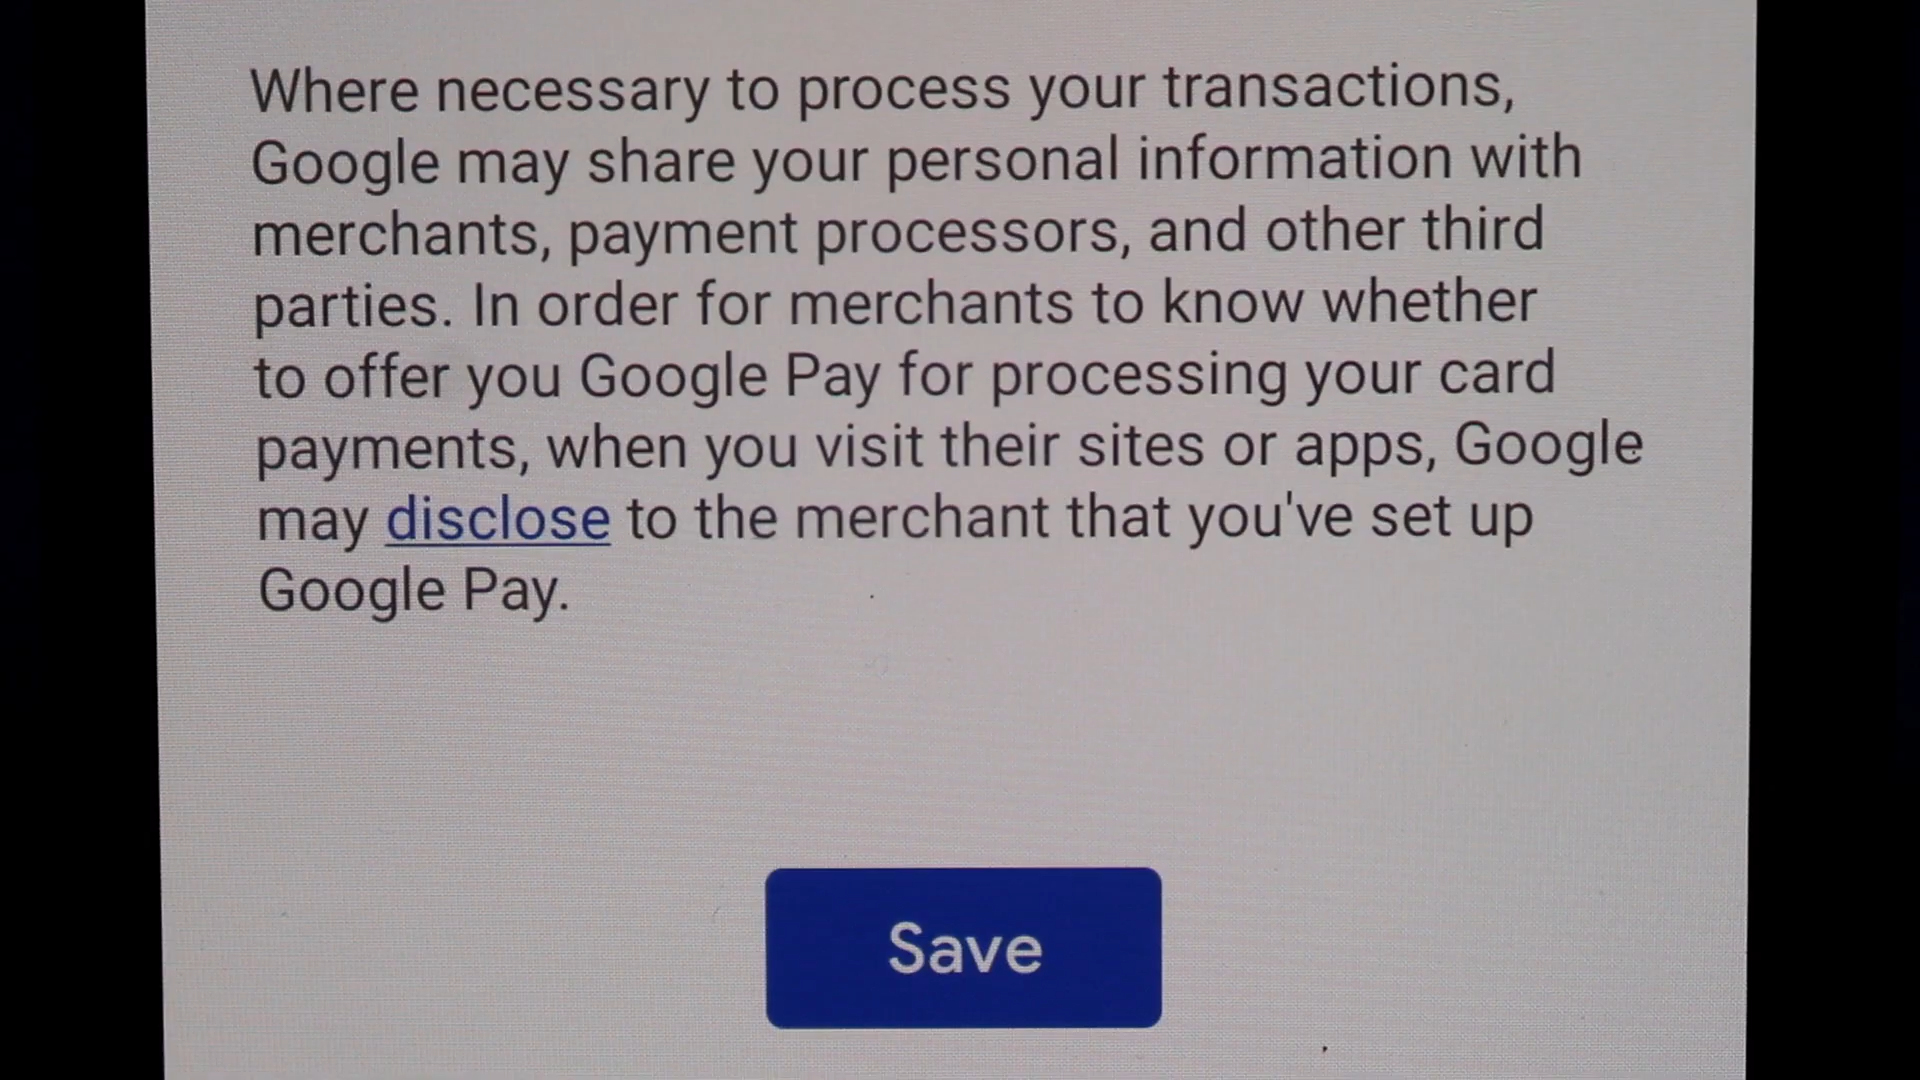 Where necessary to process your transactions,
Google may share your personal information with
merchants, payment processors, and other third
parties. In order for merchants to know whether
to offer you Google Pay for processing your card
payments, when you visit their sites or apps, Google
may disclose to the merchant that you've set up
Google Pay.
Save